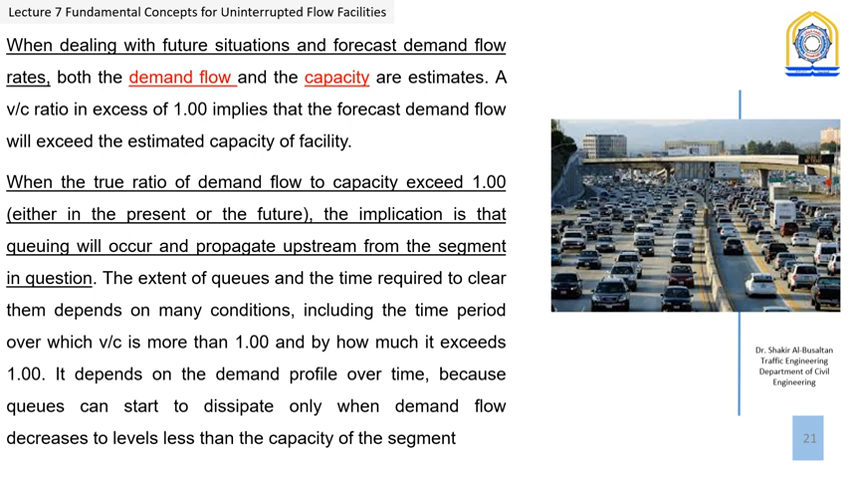 Lecture 7 Fundamental Concepts for Uninterrupted Flow Facilities
When dealing with future situations and forecast demand flow
rates, both the demand flow and the capacity are estimates. A
v/c ratio in excess of 1.00 implies that the forecast demand flow
will exceed the estimated capacity of facility.
When the true ratio of demand flow to capacity exceed 1.00
(either in the present or the future), the implication is that
queuing will occur and propagate upstream from the segment
in question. The extent of queues and the time required to clear
them depends on many conditions, including the time period
over which v/c is more than 1.00 and by how much it exceeds
1.00. It depends on the demand profile over time, because
queues can start to dissipate only when demand flow
decreases to levels less than the capacity of the segment
Dr. Shakir Al-Busaltan
Traffic Engineering
Department of Civil
Engineering
21